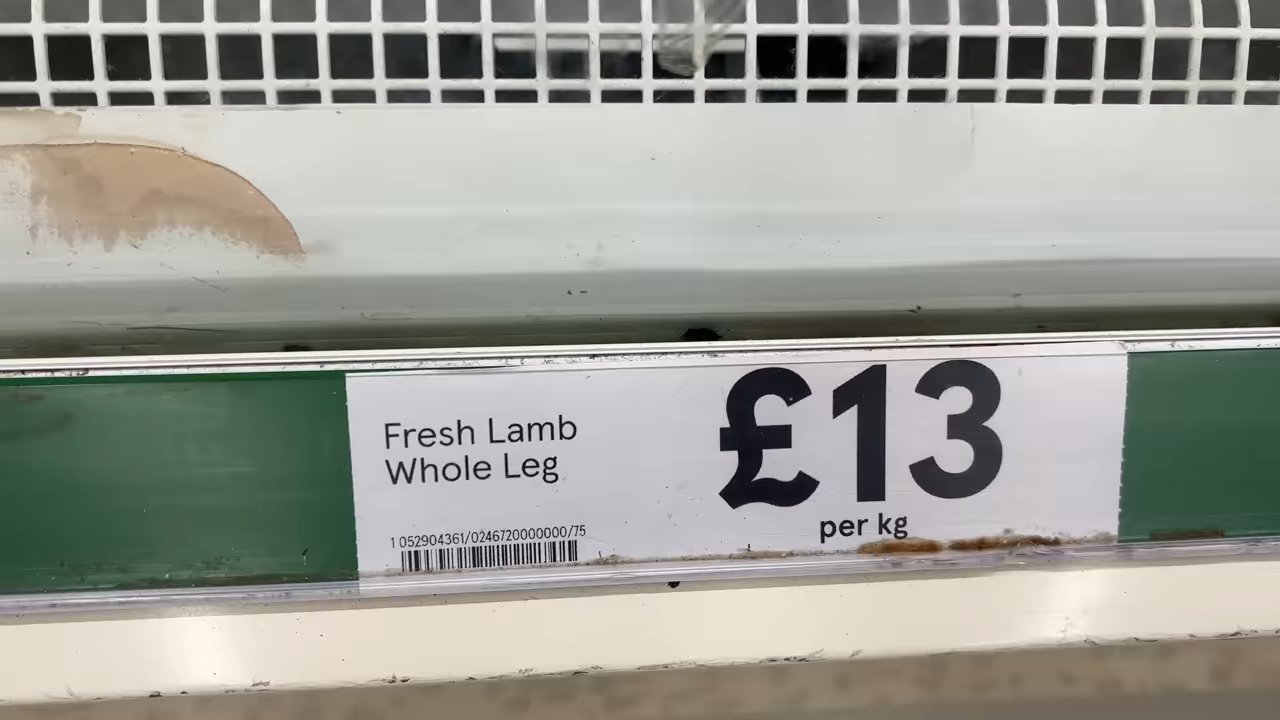 Fresh Lamb
Whole Leg
£13
per kg
1 052904361/0246720000000/75